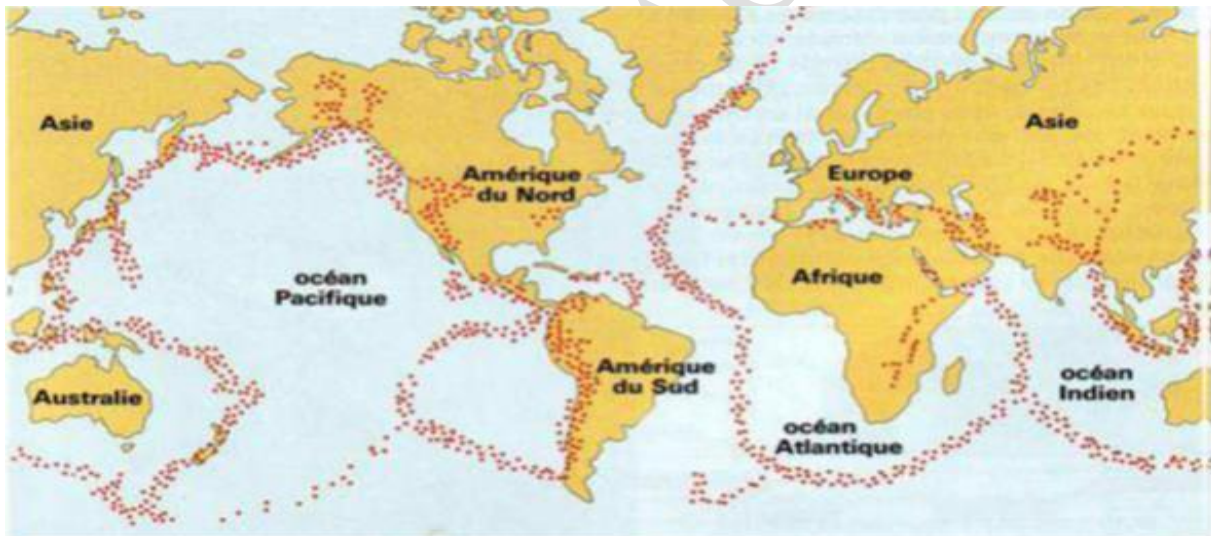 Asie
Amérique
du Nord
Europe
Asie
océan
Pacifique
Afrique
Australie
Amérique
du Sud
océan
Indien
océan
Atlantique